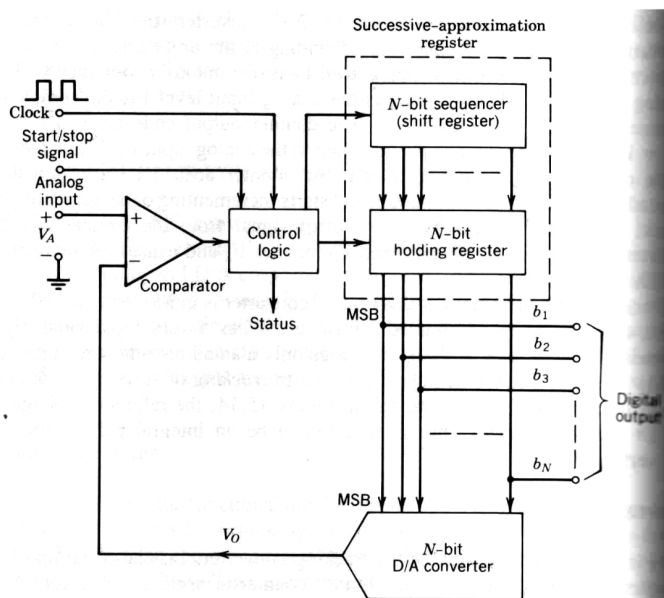 Successive-approximation
register
Clock
N-bit sequencer
(shift register)
Start/stop
signal
Analog
input
+
V_A
−
+
−
Comparator
Control
logic
N-bit
holding register
Status
MSB
b_1
b_2
b_3
b_N
Digital
output
MSB
V_O
N-bit
D/A converter